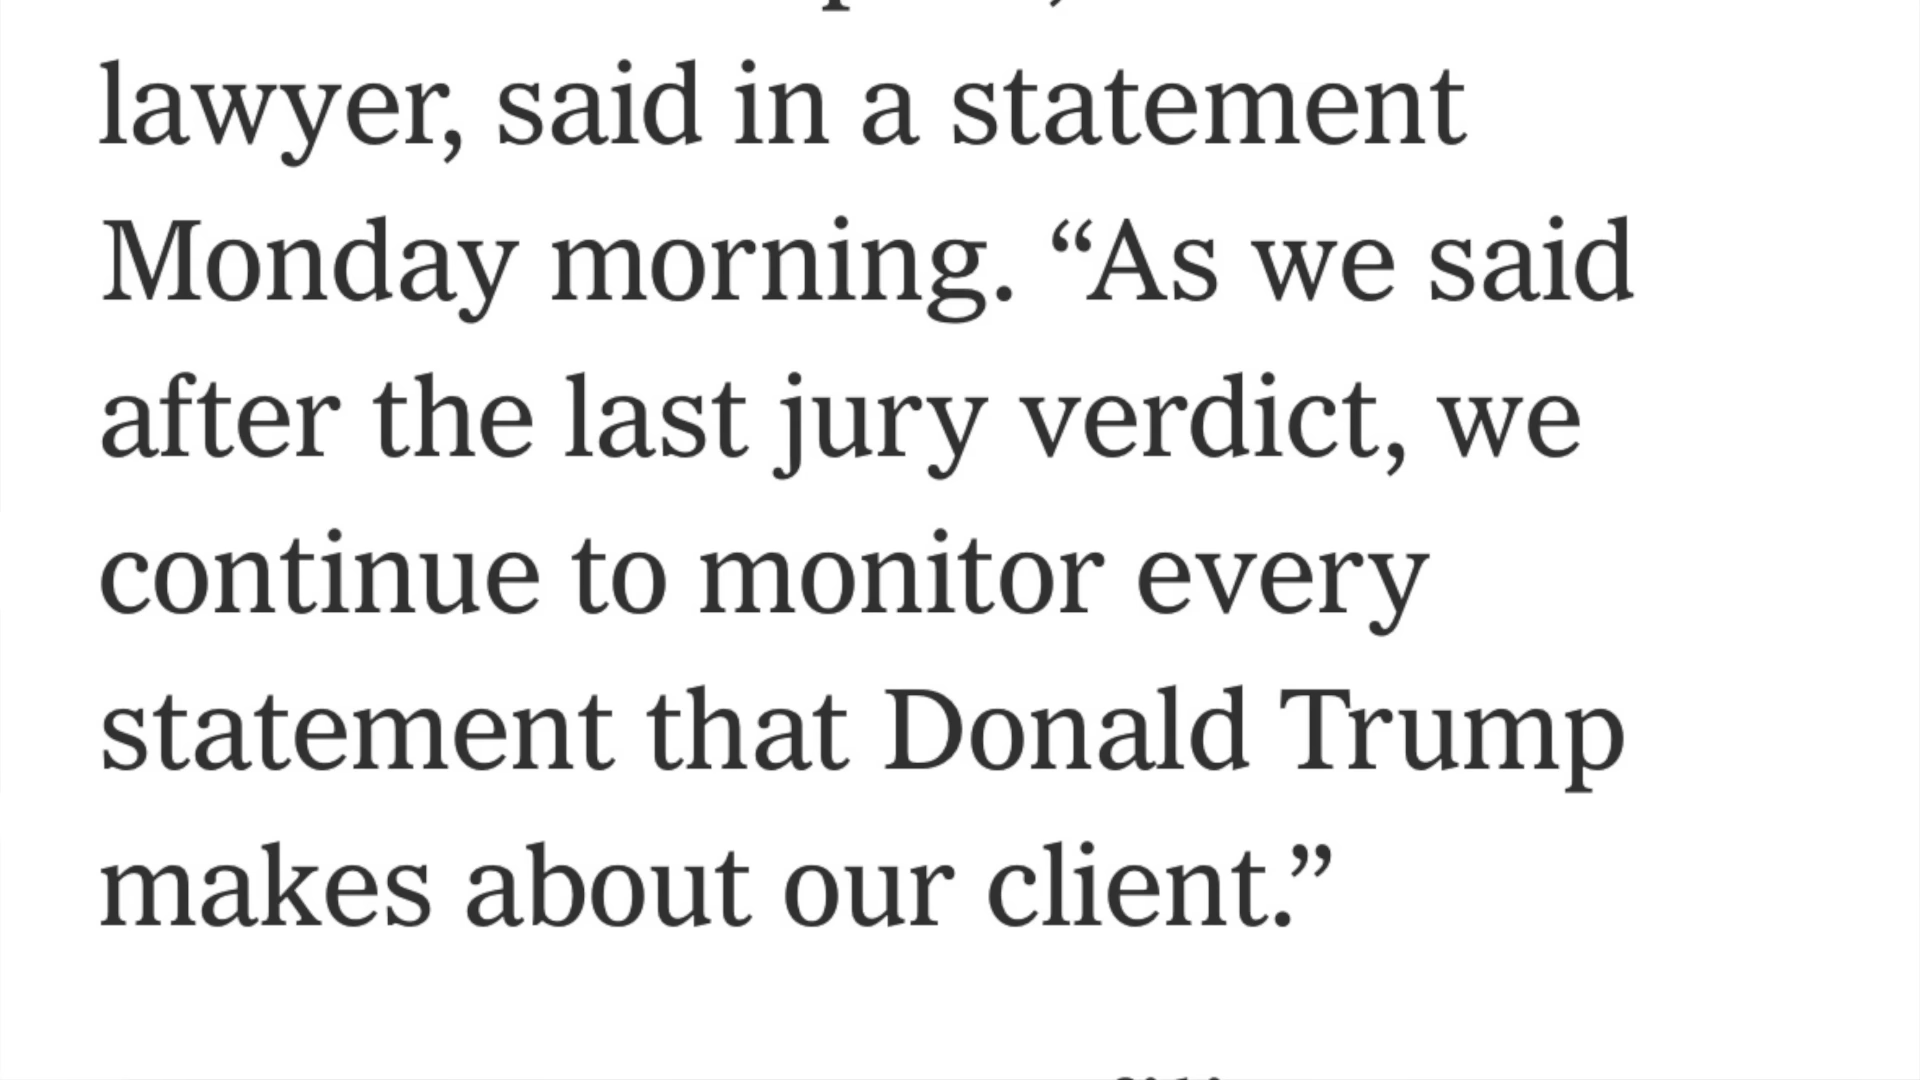 lawyer, said in a statement
Monday morning. “As we said
after the last jury verdict, we
continue to monitor every
statement that Donald Trump
makes about our client.”